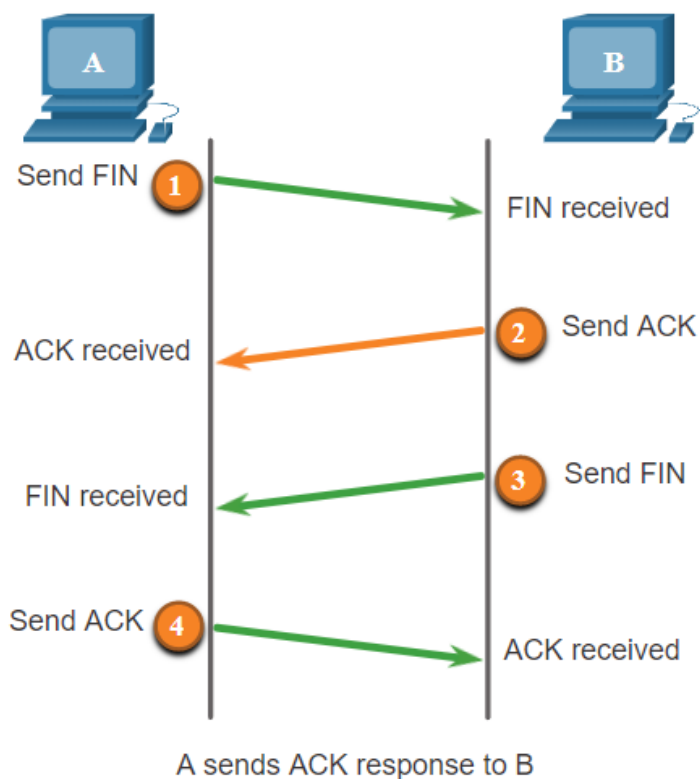 A
B
Send FIN
1
FIN received
2
Send ACK
ACK received
3
Send FIN
FIN received
Send ACK
4
ACK received
A sends ACK response to B